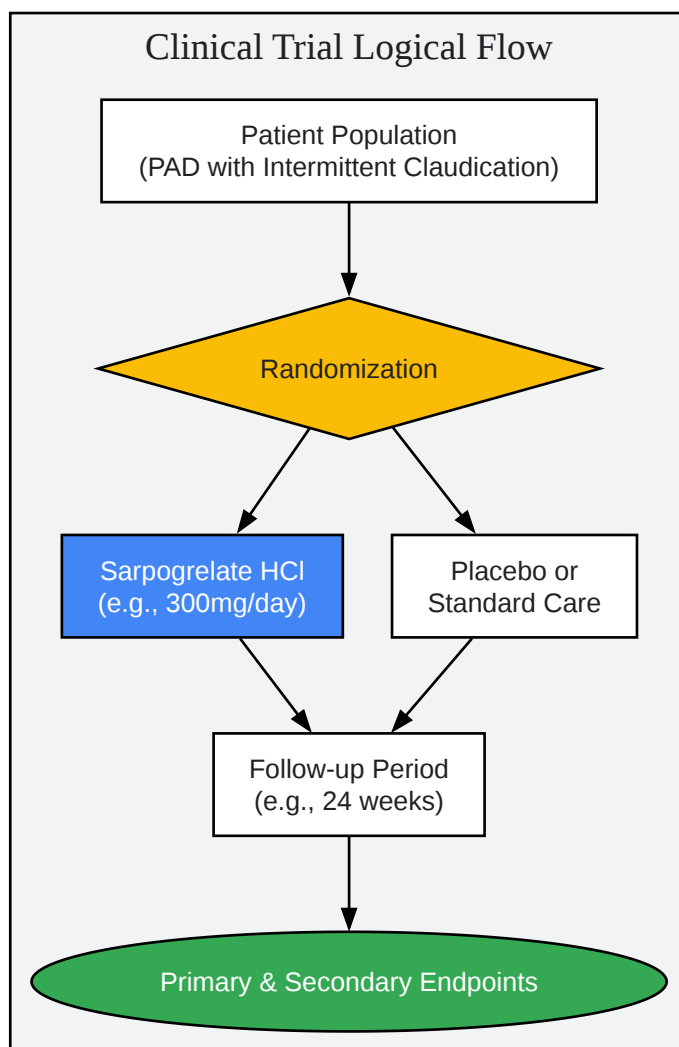 Clinical Trial Logical Flow
Patient Population
(PAD with Intermittent Claudication)
Randomization
Sarpogrelate HCl
(e.g., 300mg/day)
Placebo or
Standard Care
Follow-up Period
(e.g., 24 weeks)
Primary & Secondary Endpoints